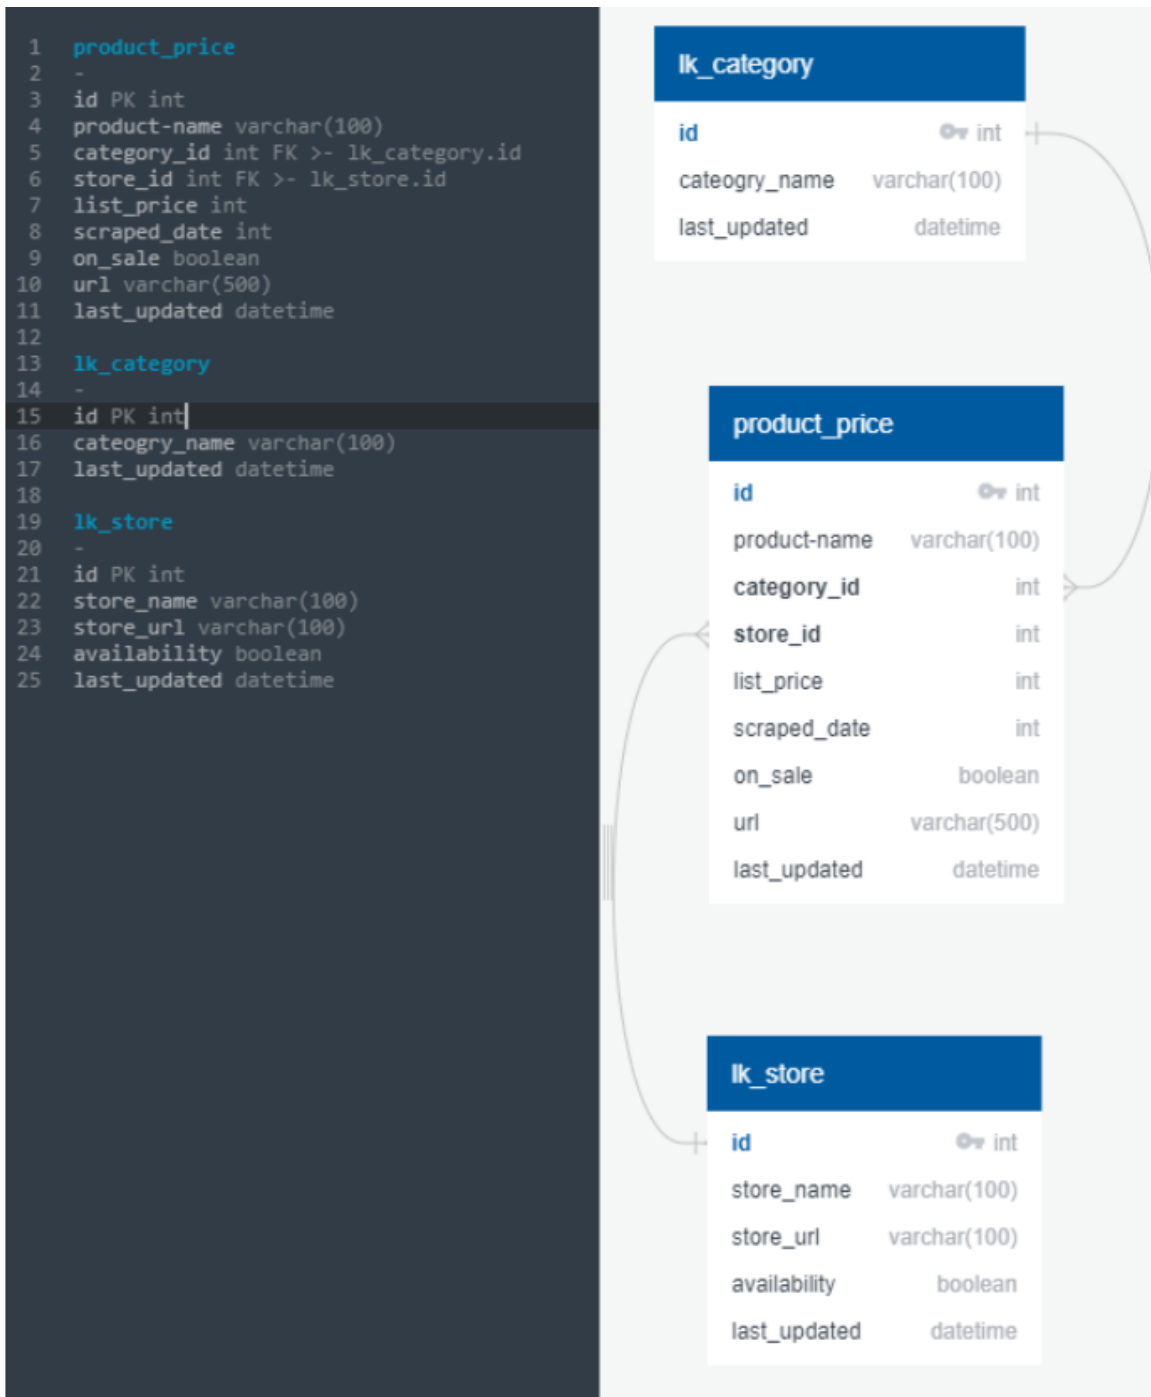 1 product_price
2 -
3 id PK int
4 product-name varchar(100)
5 category_id int FK >- lk_category.id
6 store_id int FK >- lk_store.id
7 list_price int
8 scraped_date int
9 on_sale boolean
10 url varchar(500)
11 last_updated datetime
12
13 lk_category
14 -
15 id PK int
16 cateogry_name varchar(100)
17 last_updated datetime
18
19 lk_store
20 -
21 id PK int
22 store_name varchar(100)
23 store_url varchar(100)
24 availability boolean
25 last_updated datetime
lk_category
id int
cateogry_name varchar(100)
last_updated datetime
product_price
id int
product-name varchar(100)
category_id int
store_id int
list_price int
scraped_date int
on_sale boolean
url varchar(500)
last_updated datetime
lk_store
id int
store_name varchar(100)
store_url varchar(100)
availability boolean
last_updated datetime